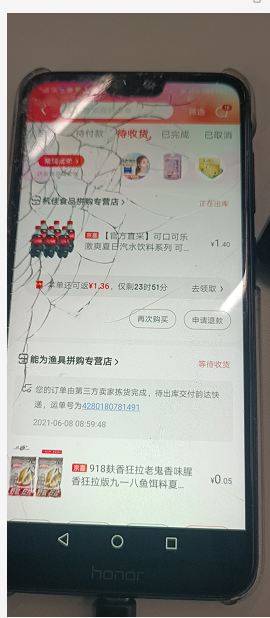 筛选
待付款
待收货
已完成
已取消
食品拼购专营店>
正在出库
京喜 【官方直采】可口可乐
激爽夏日汽水饮料系列 可...
¥1.40
本单还可返¥1.36，仅剩23时51分
去领取>
再次购买
申请退款
能为渔具拼购专营店>
等待收货
您的订单由第三方卖家拣货完成，待出库交付韵达快
递，运单号为4280180781491
2021-06-08 08:59:48
京喜 918麸香狂拉老鬼香味腥
香狂拉版九一八鱼饵料夏...
¥0.05
honor